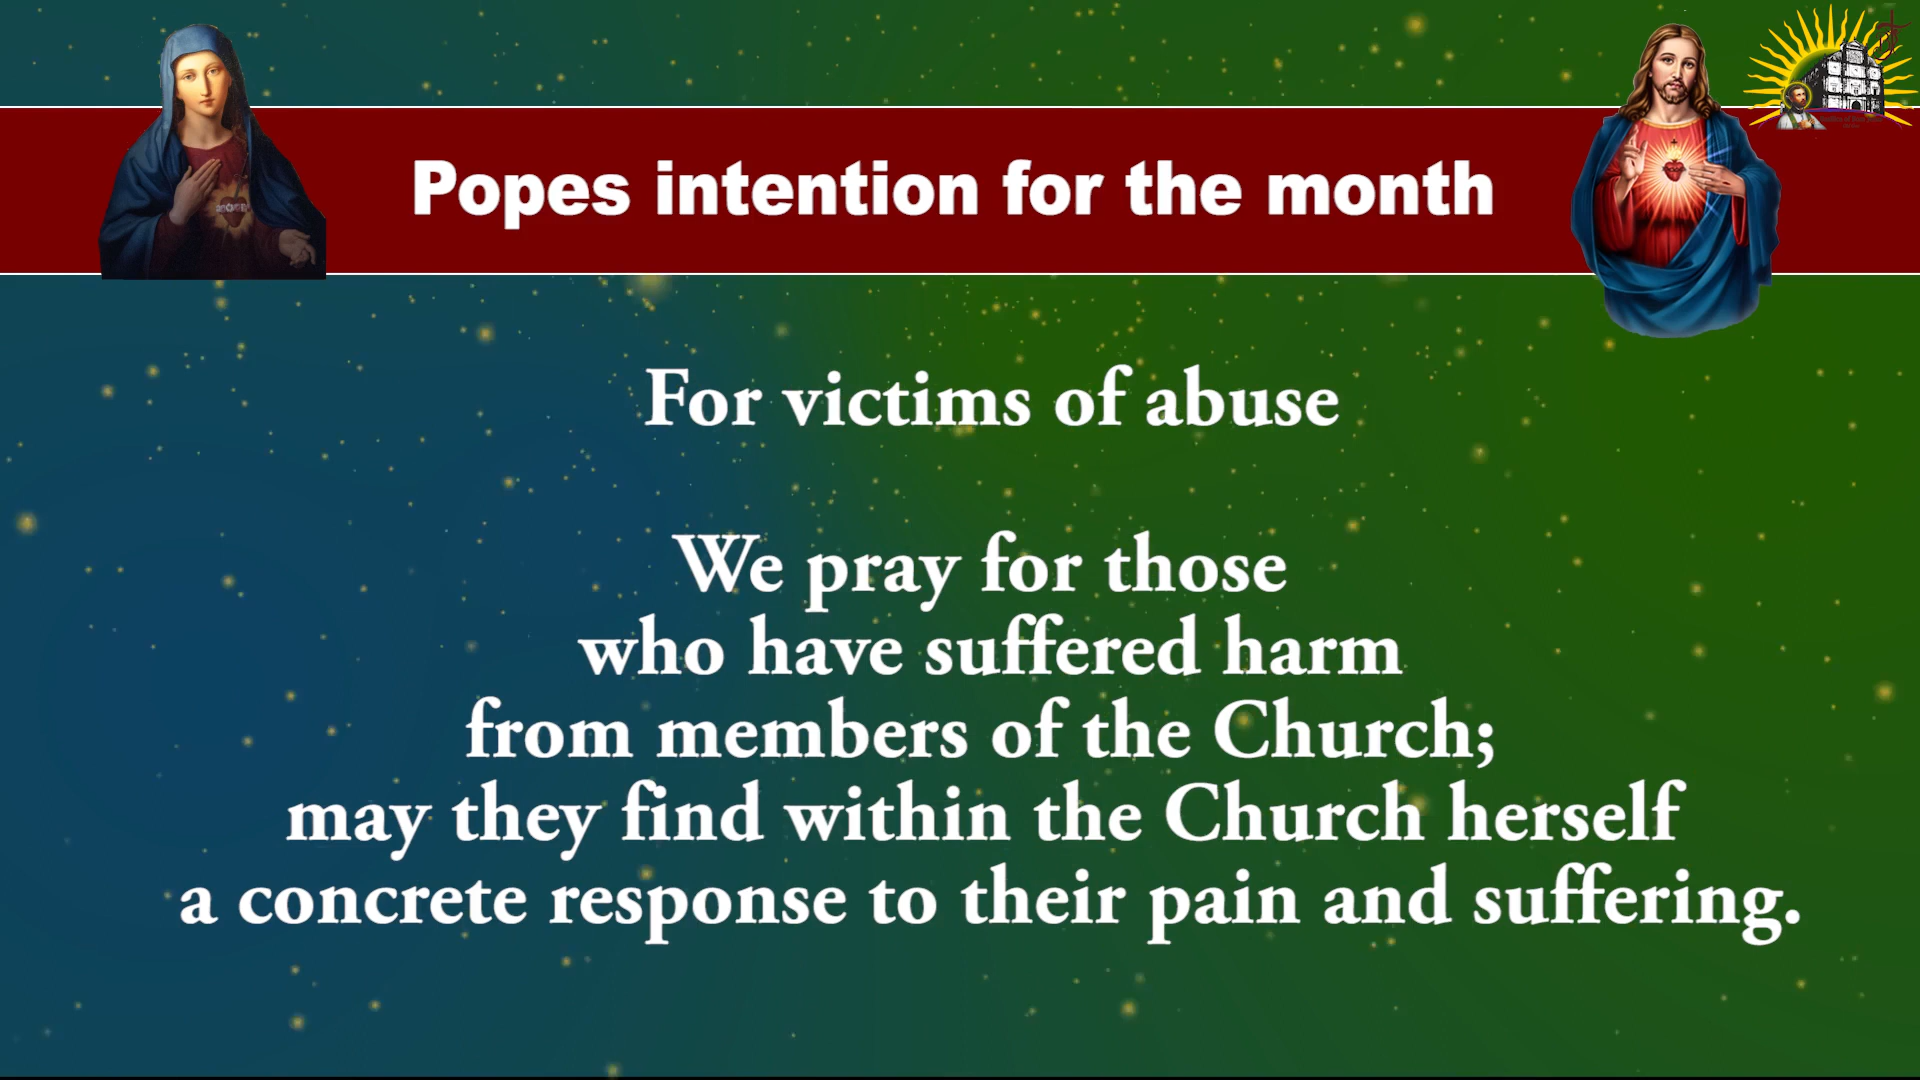 Popes intention for the month
For victims of abuse
We pray for those
who have suffered harm
from members of the Church;
may they find within the Church herself
a concrete response to their pain and suffering.